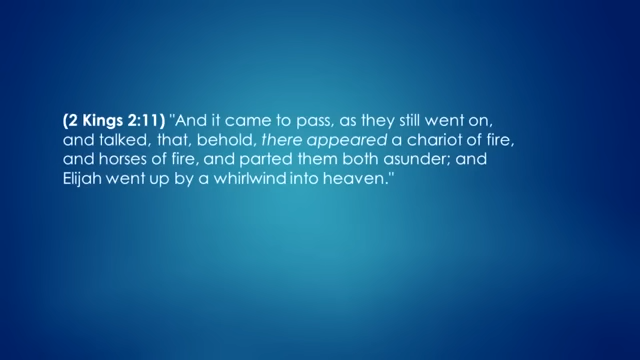 (2 Kings 2:11) "And it came to pass, as they still went on,
and talked, that, behold, there appeared a chariot of fire,
and horses of fire, and parted them both asunder; and
Elijah went up by a whirlwind into heaven."